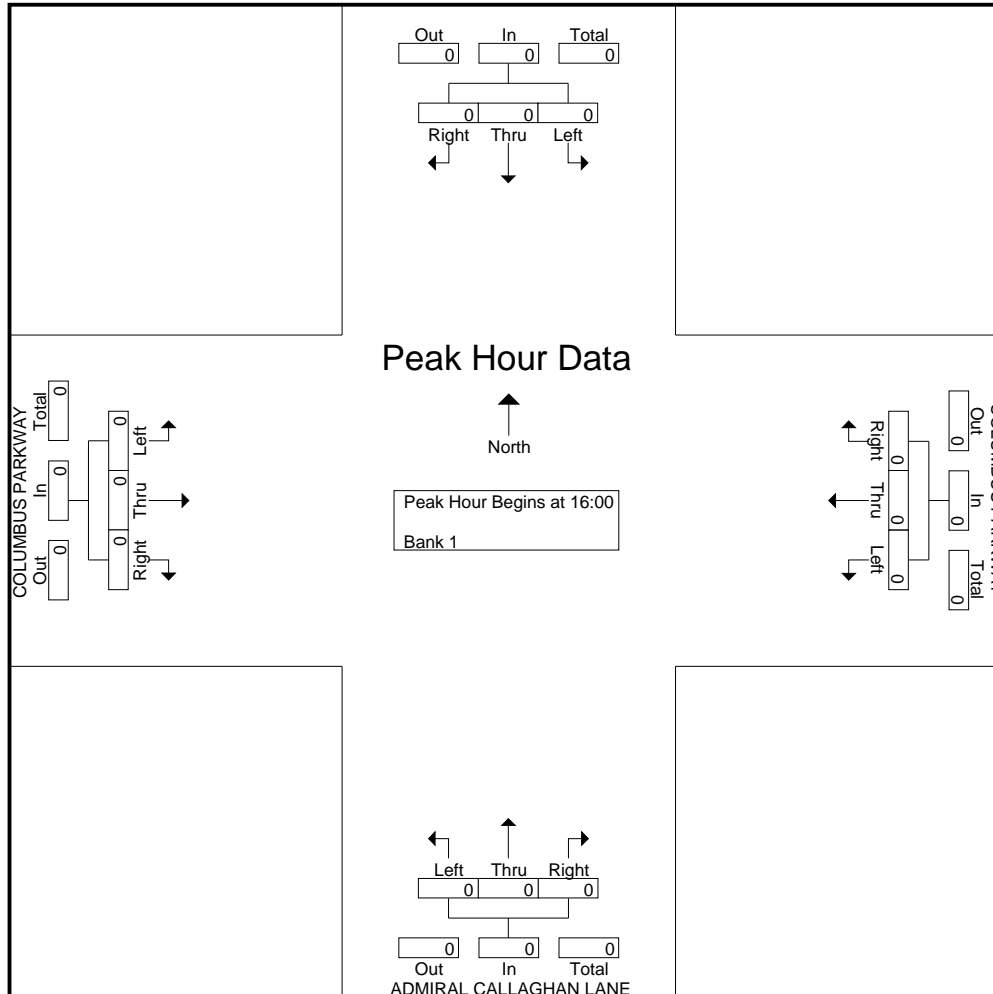 Out In Total
0 0 0
0 0 0
Right Thru Left
Peak Hour Data
North
Peak Hour Begins at 16:00
Bank 1
COLUMBUS PARKWAY
Out In Total
0 0 0
0 0 0
Right Thru Left
Out In Total
0 0 0
0 0 0
Right Thru Left
Left Thru Right
0 0 0
0 0 0
Out In Total
ADMIRAL CALLAGHAN LANE